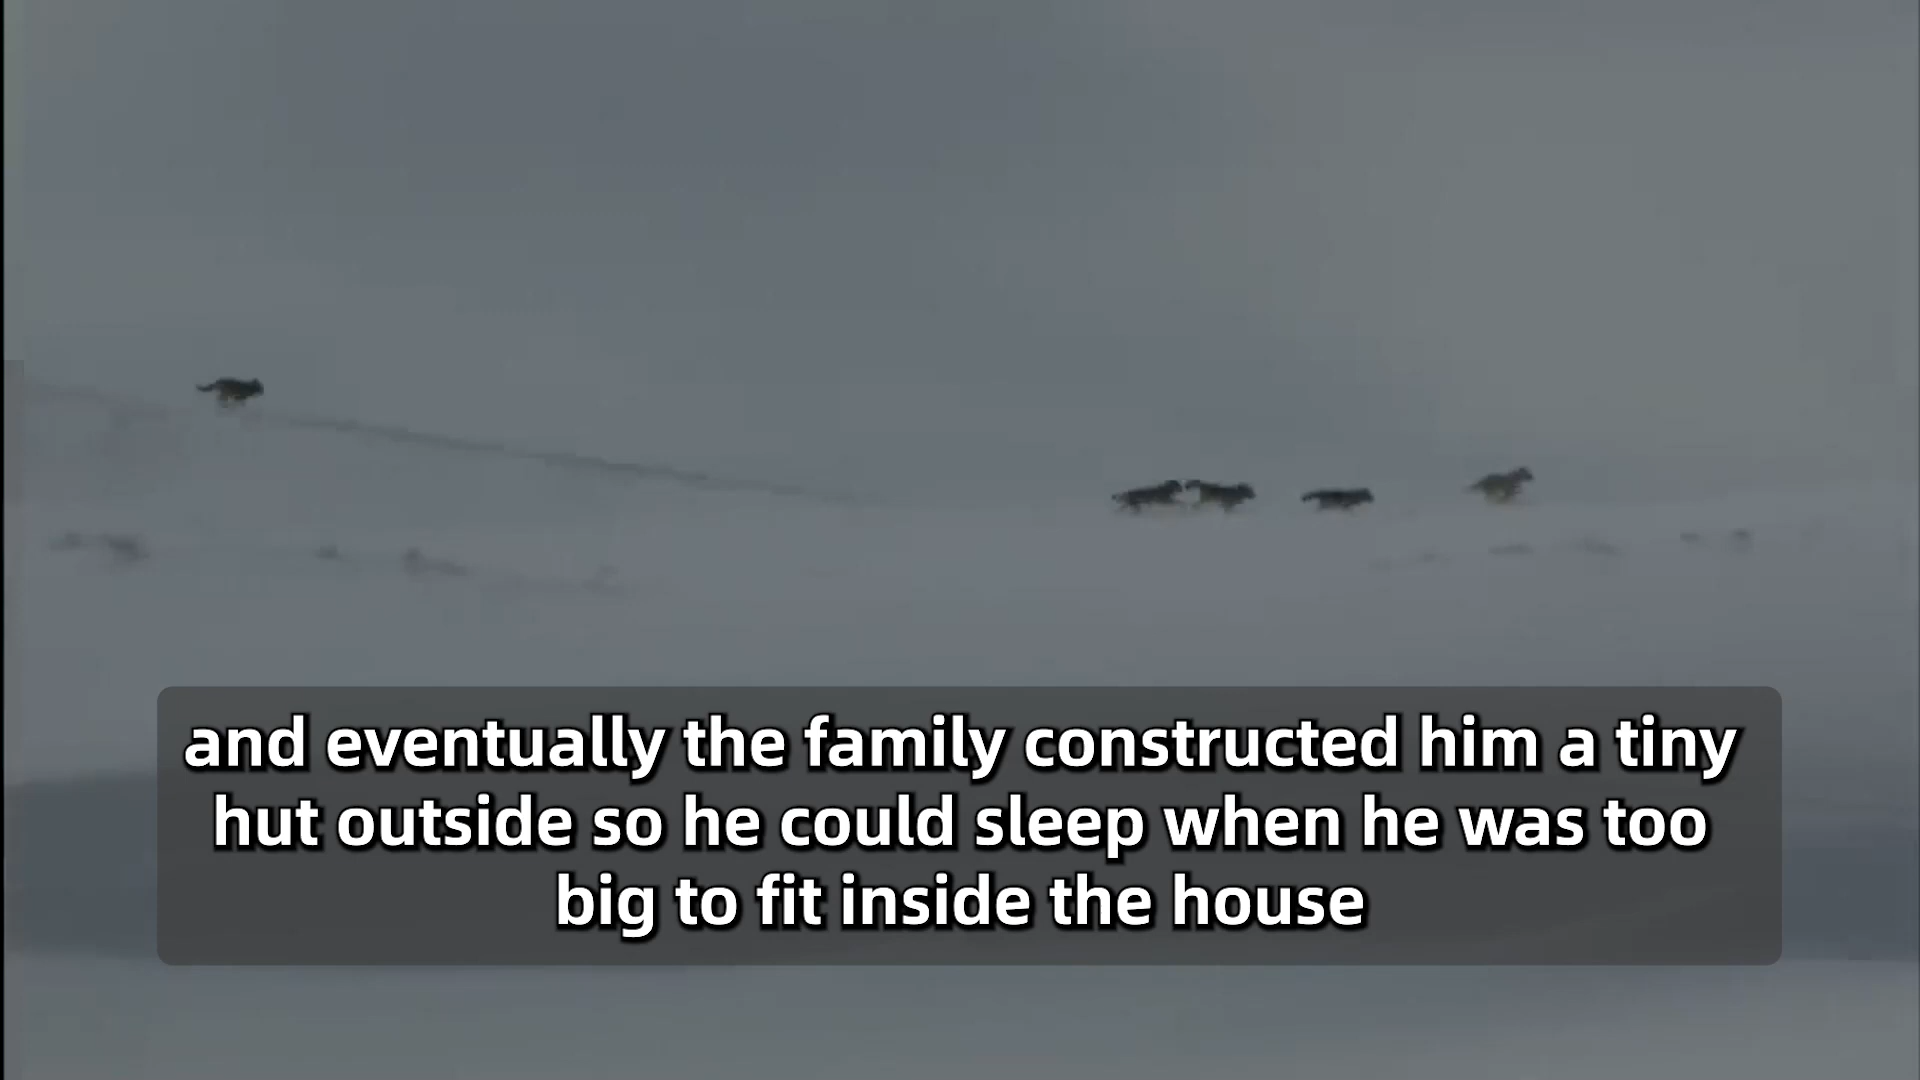 and eventually the family constructed him a tiny
hut outside so he could sleep when he was too
big to fit inside the house